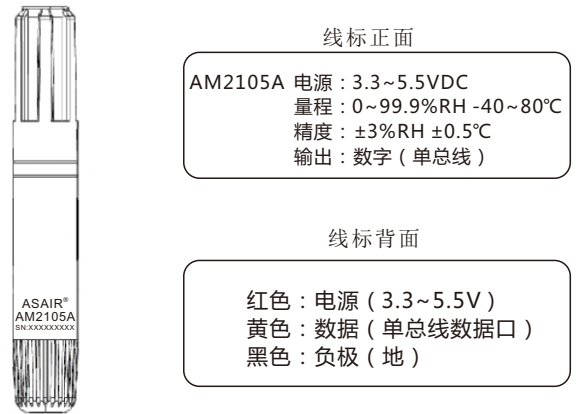 线标正面
AM2105A 电源：3.3~5.5VDC
量程：0~99.9%RH -40~80℃
精度：±3%RH ±0.5℃
输出：数字（单总线）
线标背面
红色：电源（3.3~5.5V）
黄色：数据（单总线数据口）
黑色：负极（地）
ASAIR®
AM2105A
SN:XXXXXXXXX